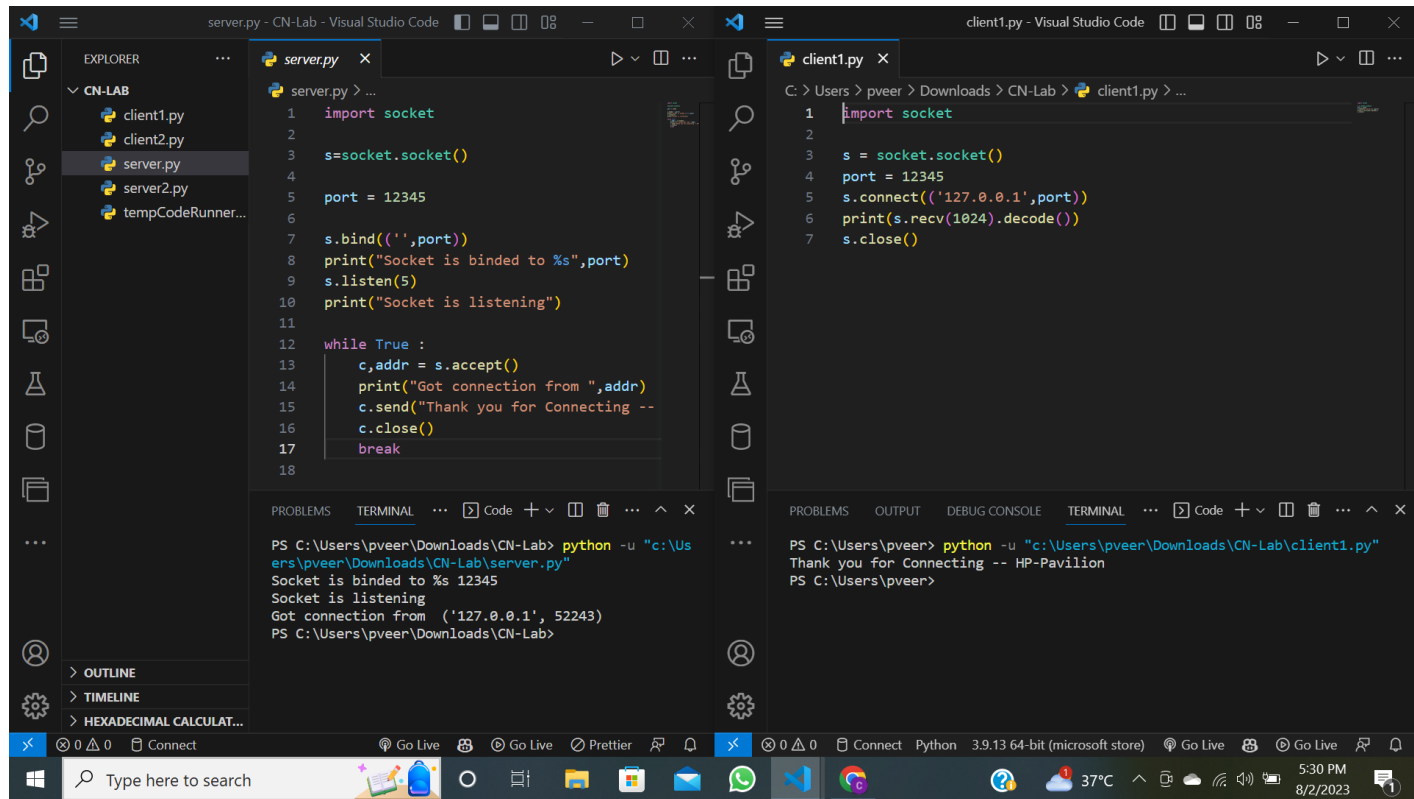 server.py - CN-Lab - Visual Studio Code
EXPLORER
CN-LAB
client1.py
client2.py
server.py
server2.py
tempCodeRunner...
OUTLINE
TIMELINE
HEXADECIMAL CALCULAT...
server.py
server.py > ...
1 import socket
2
3 s=socket.socket()
4
5 port = 12345
6
7 s.bind(('',port))
8 print("Socket is binded to %s",port)
9 s.listen(5)
10 print("Socket is listening")
11
12 while True :
13 c,addr = s.accept()
14 print("Got connection from ",addr)
15 c.send("Thank you for Connecting --
16 c.close()
17 break
18
PROBLEMS TERMINAL ... Code
PS C:\Users\pveer\Downloads\CN-Lab> python -u "c:\Us
ers\pveer\Downloads\CN-Lab\server.py"
Socket is binded to %s 12345
Socket is listening
Got connection from  ('127.0.0.1', 52243)
PS C:\Users\pveer\Downloads\CN-Lab>
0 0 Connect Go Live Go Live Prettier
client1.py - Visual Studio Code
client1.py
C: > Users > pveer > Downloads > CN-Lab > client1.py > ...
1 import socket
2
3 s = socket.socket()
4 port = 12345
5 s.connect(('127.0.0.1',port))
6 print(s.recv(1024).decode())
7 s.close()
PROBLEMS OUTPUT DEBUG CONSOLE TERMINAL ... Code
PS C:\Users\pveer> python -u "c:\Users\pveer\Downloads\CN-Lab\client1.py"
Thank you for Connecting -- HP-Pavilion
PS C:\Users\pveer>
0 0 Connect Python 3.9.13 64-bit (microsoft store) Go Live Go Live
Type here to search
1 37°C 5:30 PM
8/2/2023 1